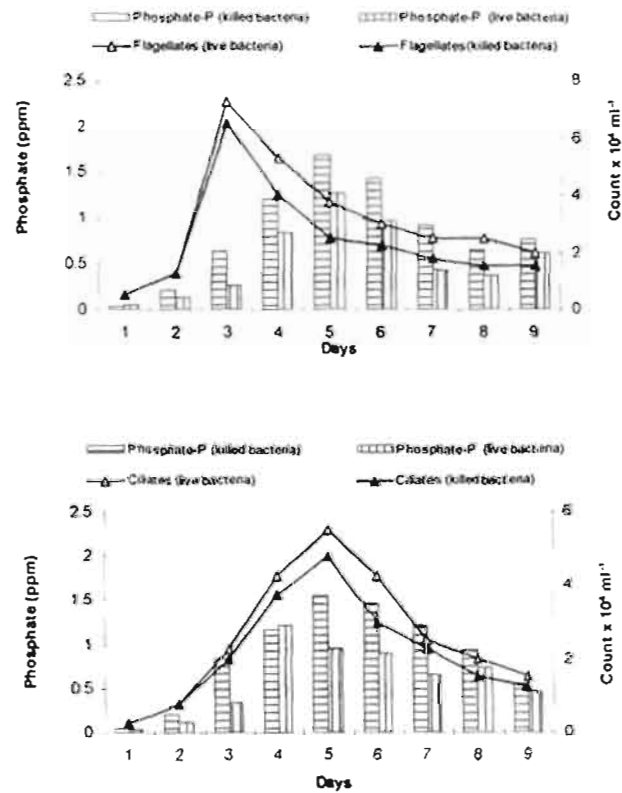 Phosphate-P (killed bacteria) Phosphate-P (live bacteria)
Flagellates (live bacteria) Flagellates (killed bacteria)
Phosphate (ppm)
2.5
2
1.5
1
0.5
0
8
6
4
2
0
Count x 10⁴ ml⁻¹
1 2 3 4 5 6 7 8 9
Days
Phosphate-P (killed bacteria) Phosphate-P (live bacteria)
Ciliates (live bacteria) Ciliates (killed bacteria)
Phosphate (ppm)
2.5
2
1.5
1
0.5
0
6
4
2
0
Count x 10⁴ ml⁻¹
1 2 3 4 5 6 7 8 9
Days